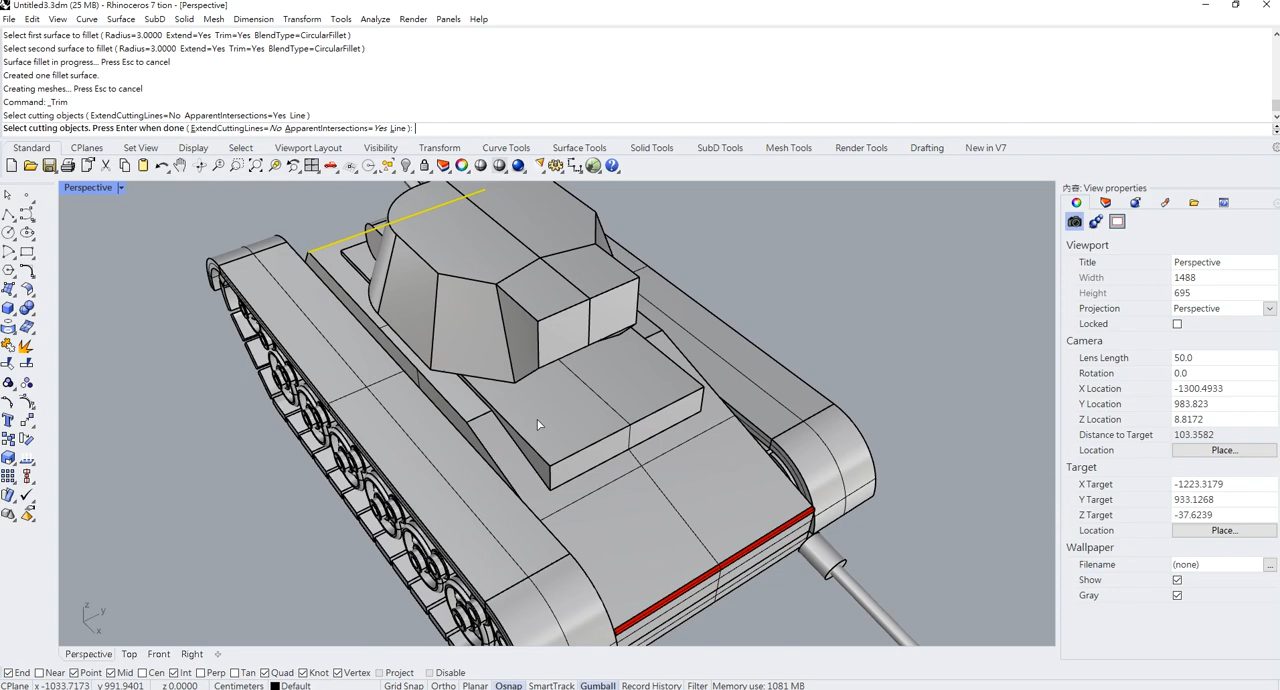 Untitled3.3dm (25 MB) - Rhinoceros 7 tion - [Perspective]
File Edit View Curve Surface SubD Solid Mesh Dimension Transform Tools Analyze Render Panels Help
Select first surface to fillet ( Radius=3.0000 Extend=Yes Trim=Yes BlendType=CircularFillet )
Select second surface to fillet ( Radius=3.0000 Extend=Yes Trim=Yes BlendType=CircularFillet )
Surface fillet in progress... Press Esc to cancel
Created one fillet surface.
Creating meshes... Press Esc to cancel
Command: _Trim
Select cutting objects ( ExtendCuttingLines=No ApparentIntersections=Yes Line )
Select cutting objects. Press Enter when done ( ExtendCuttingLines=No ApparentIntersections=Yes Line ):
Standard CPlanes Set View Display Select Viewport Layout Visibility Transform Curve Tools Surface Tools Solid Tools SubD Tools Mesh Tools Render Tools Drafting New in V7
Perspective
內容: View properties
Viewport
Title Perspective
Width 1488
Height 695
Projection Perspective
Locked
Camera
Lens Length 50.0
Rotation 0.0
X Location -1300.4933
Y Location 983.823
Z Location 8.8172
Distance to Target 103.3582
Location Place...
Target
X Target -1223.3179
Y Target 933.1268
Z Target -37.6239
Location Place...
Wallpaper
Filename (none) ...
Show
Gray
z
y
x
Perspective Top Front Right
End Near Point Mid Cen Int Perp Tan Quad Knot Vertex Project Disable
CPlane x -1033.7173 y 991.9401 z 0.0000 Centimeters Default Grid Snap Ortho Planar Osnap SmartTrack Gumball Record History Filter Memory use: 1081 MB